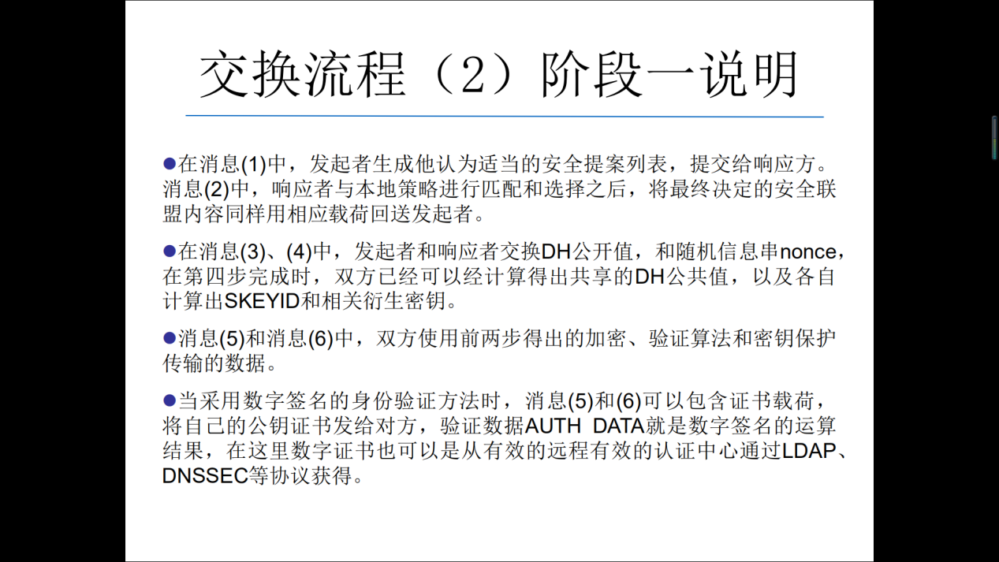 交换流程（2）阶段一说明
●在消息(1)中，发起者生成他认为适当的安全提案列表，提交给响应方。
消息(2)中，响应者与本地策略进行匹配和选择之后，将最终决定的安全联
盟内容同样用相应载荷回送发起者。
●在消息(3)、(4)中，发起者和响应者交换DH公开值，和随机信息串nonce，
在第四步完成时，双方已经可以经计算得出共享的DH公共值，以及各自
计算出SKEYID和相关衍生密钥。
●消息(5)和消息(6)中，双方使用前两步得出的加密、验证算法和密钥保护
传输的数据。
●当采用数字签名的身份验证方法时，消息(5)和(6)可以包含证书载荷，
将自己的公钥证书发给对方，验证数据AUTH DATA就是数字签名的运算
结果，在这里数字证书也可以是从有效的远程有效的认证中心通过LDAP、
DNSSEC等协议获得。